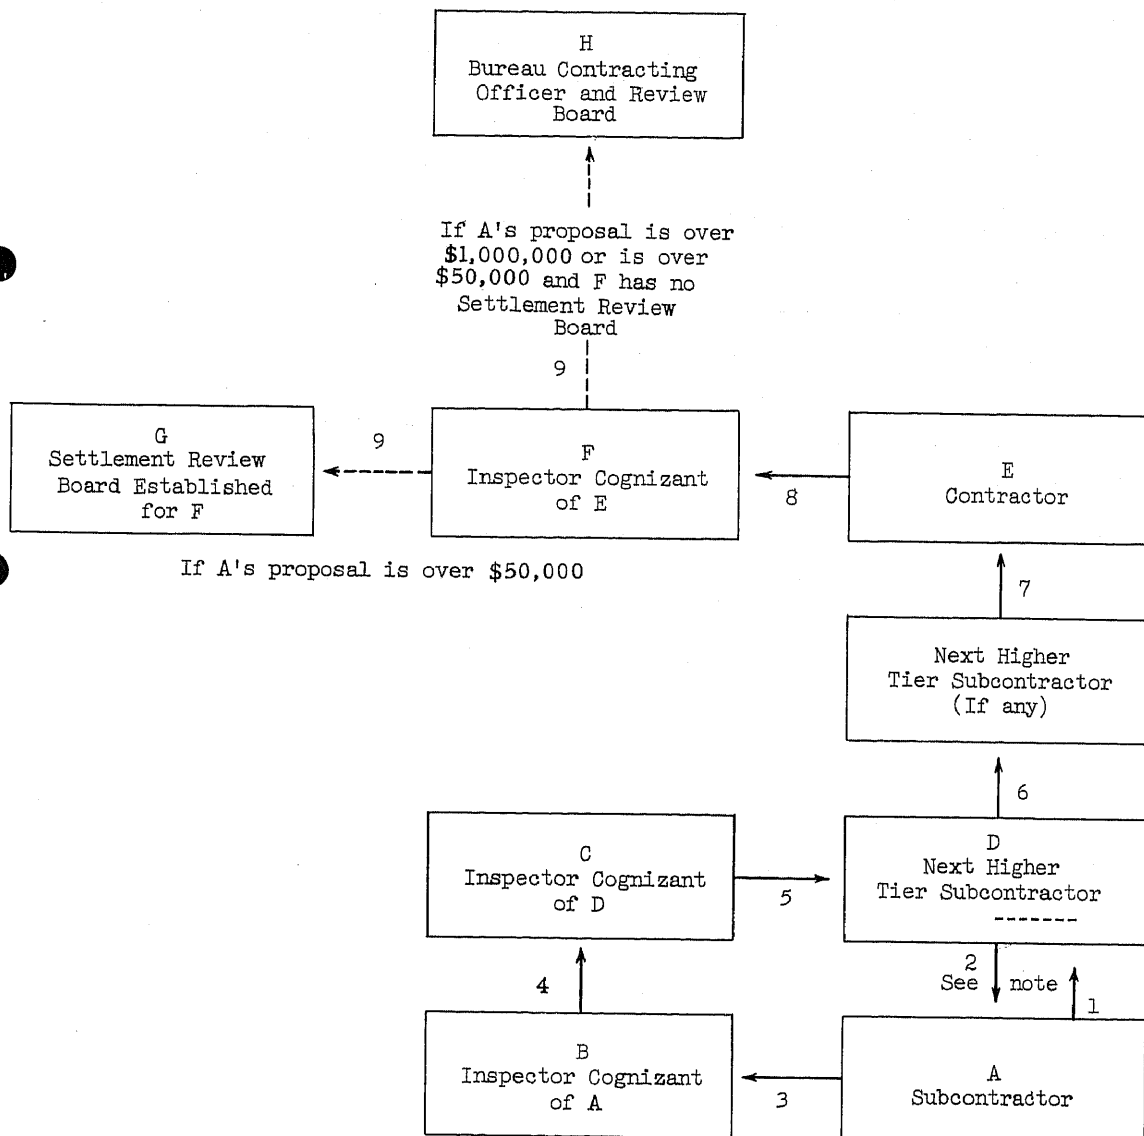 H
Bureau Contracting
Officer and Review
Board
If A's proposal is over
$1,000,000 or is over
$50,000 and F has no
Settlement Review
Board
9
G
Settlement Review
Board Established
for F
9
F
Inspector Cognizant
of E
8
E
Contractor
If A's proposal is over $50,000
7
Next Higher
Tier Subcontractor
(If any)
6
C
Inspector Cognizant
of D
5
D
Next Higher
Tier Subcontractor
-------
4
2
See note
1
B
Inspector Cognizant
of A
3
A
Subcontractor